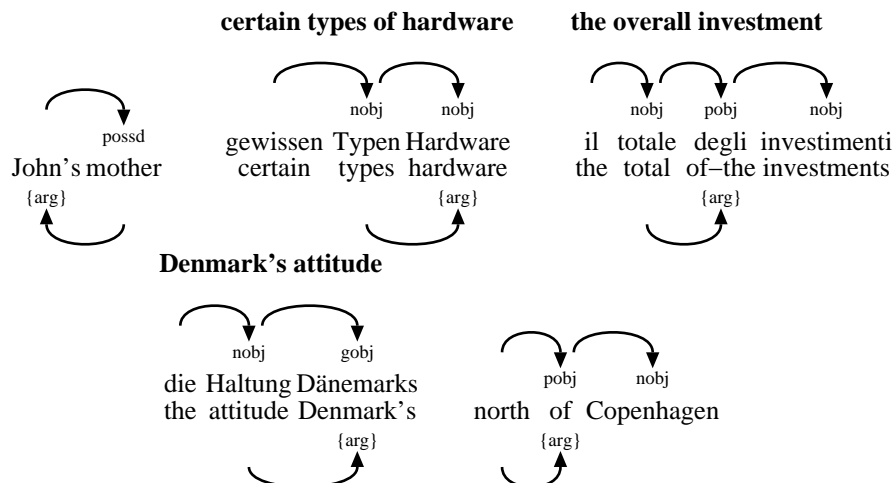 certain types of hardware
the overall investment
possd
John's mother
{arg}
nobj nobj
gewissen Typen Hardware
certain types hardware
{arg}
nobj pobj nobj
il totale degli investimenti
the total of–the investments
{arg}
Denmark's attitude
nobj gobj
die Haltung Dänemarks
the attitude Denmark's
{arg}
pobj nobj
north of Copenhagen
{arg}